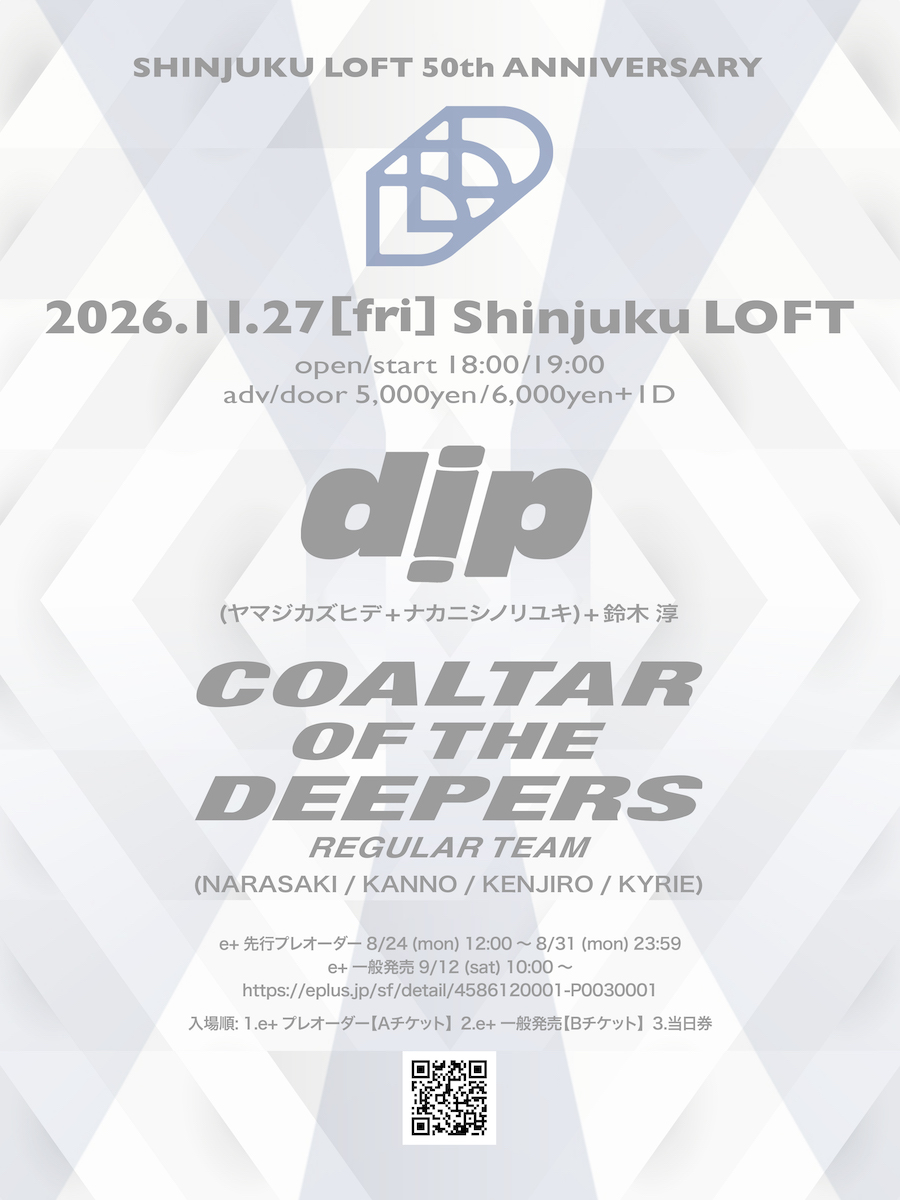 SHINJUKU LOFT 50th ANNIVERSARY
2026.11.27[fri] Shinjuku LOFT
open/start 18:00/19:00
adv/door 5,000yen/6,000yen+1D
dip
(ヤマジカズヒデ+ナカニシノリユキ)+鈴木 淳
COALTAR
OF THE
DEEPERS
REGULAR TEAM
(NARASAKI / KANNO / KENJIRO / KYRIE)
e+ 先行プレオーダー 8/24 (mon) 12:00 〜 8/31 (mon) 23:59
e+ 一般発売 9/12 (sat) 10:00 〜
https://eplus.jp/sf/detail/4586120001-P0030001
入場順: 1.e+ プレオーダー【Aチケット】 2.e+ 一般発売【Bチケット】 3.当日券